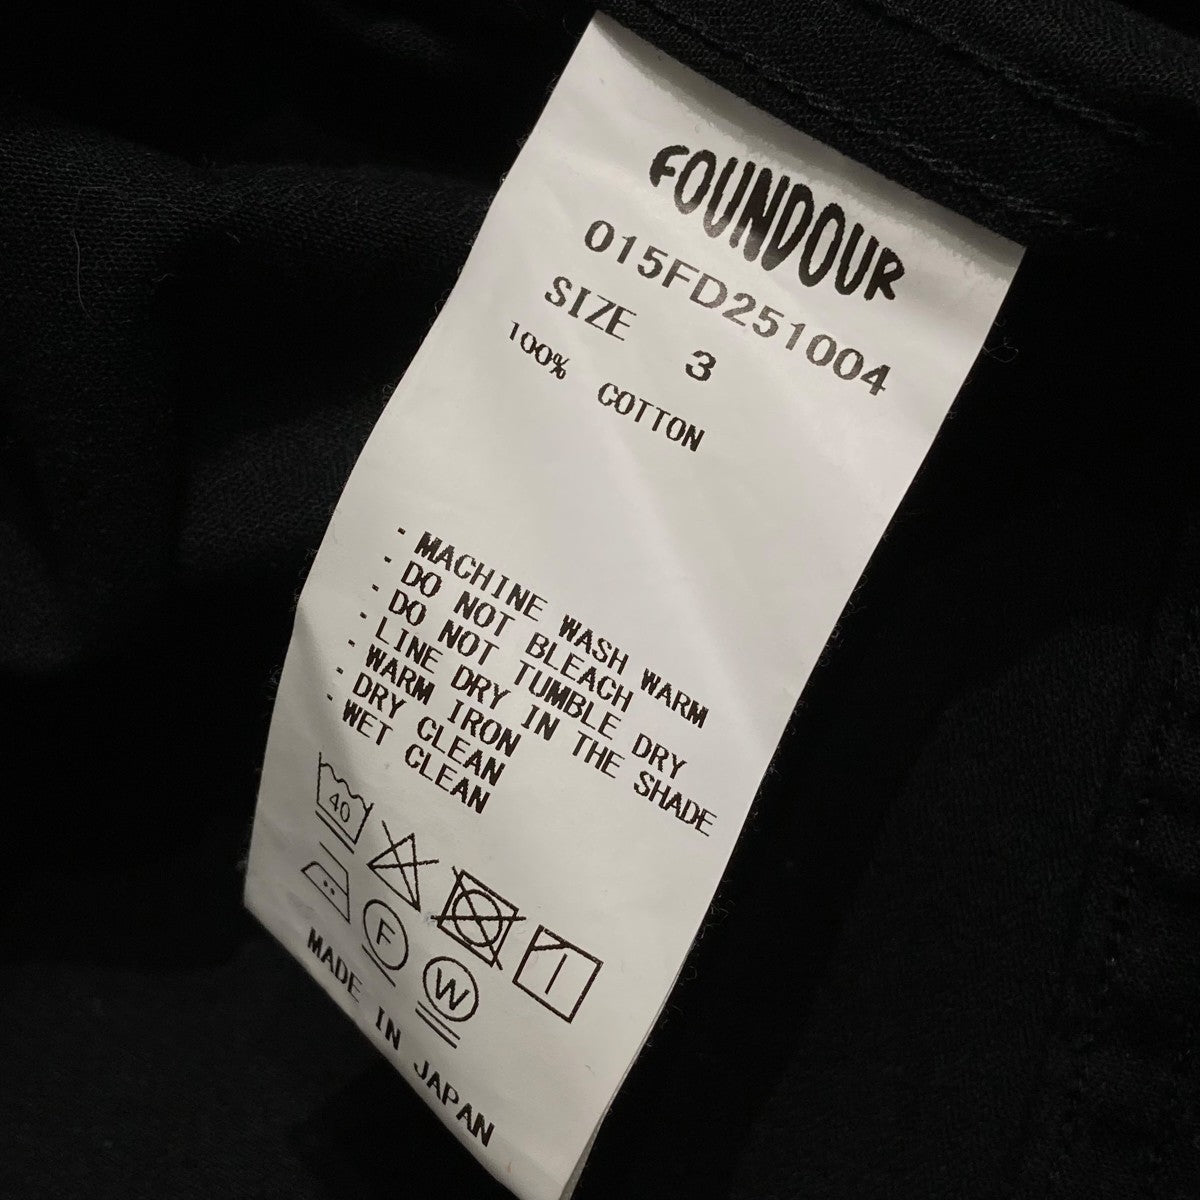 FOUNDOUR
015FD251004
SIZE 3
100% COTTON
- MACHINE WASH WARM
- DO NOT BLEACH
- DO NOT TUMBLE DRY
- LINE DRY IN THE SHADE
- WARM IRON
- DRY CLEAN
- WET CLEAN
40
F
W
MADE IN JAPAN